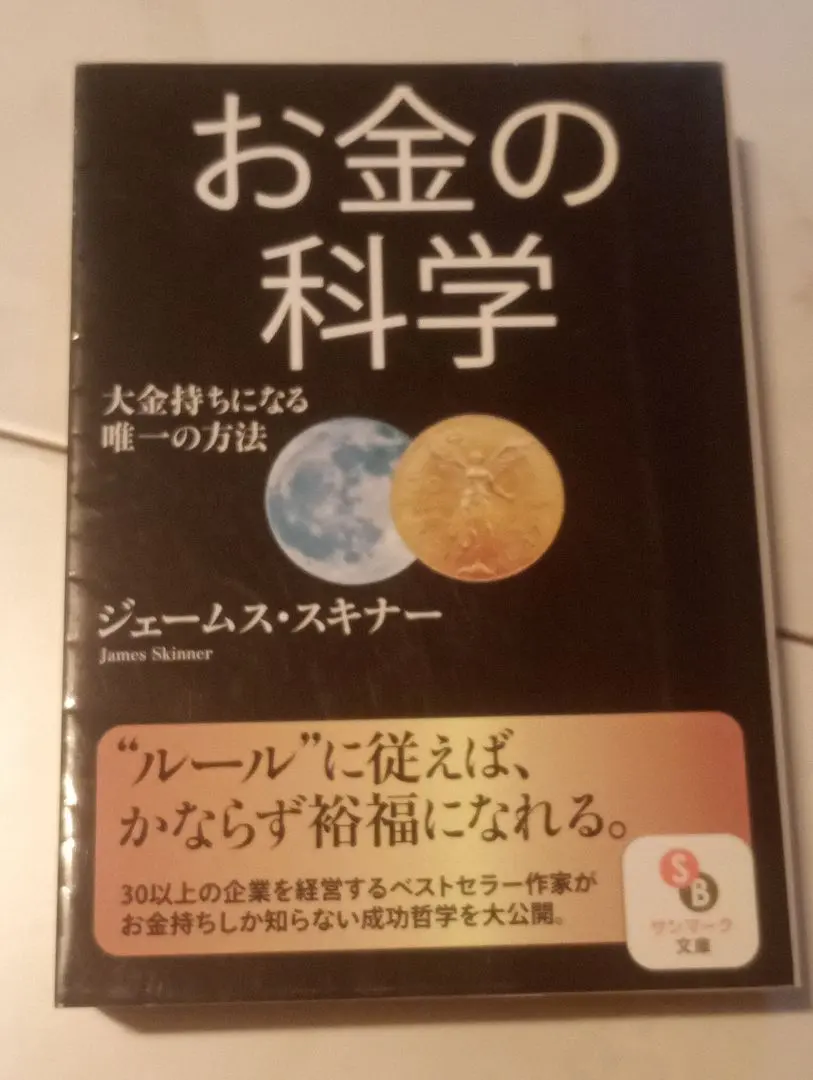 お金の
科学
大金持ちになる
唯一の方法
ジェームス・スキナー
James Skinner
“ルール”に従えば、
かならず裕福になれる。
30以上の企業を経営するベストセラー作家が
お金持ちしか知らない成功哲学を大公開。
S
B
サンマーク
文庫